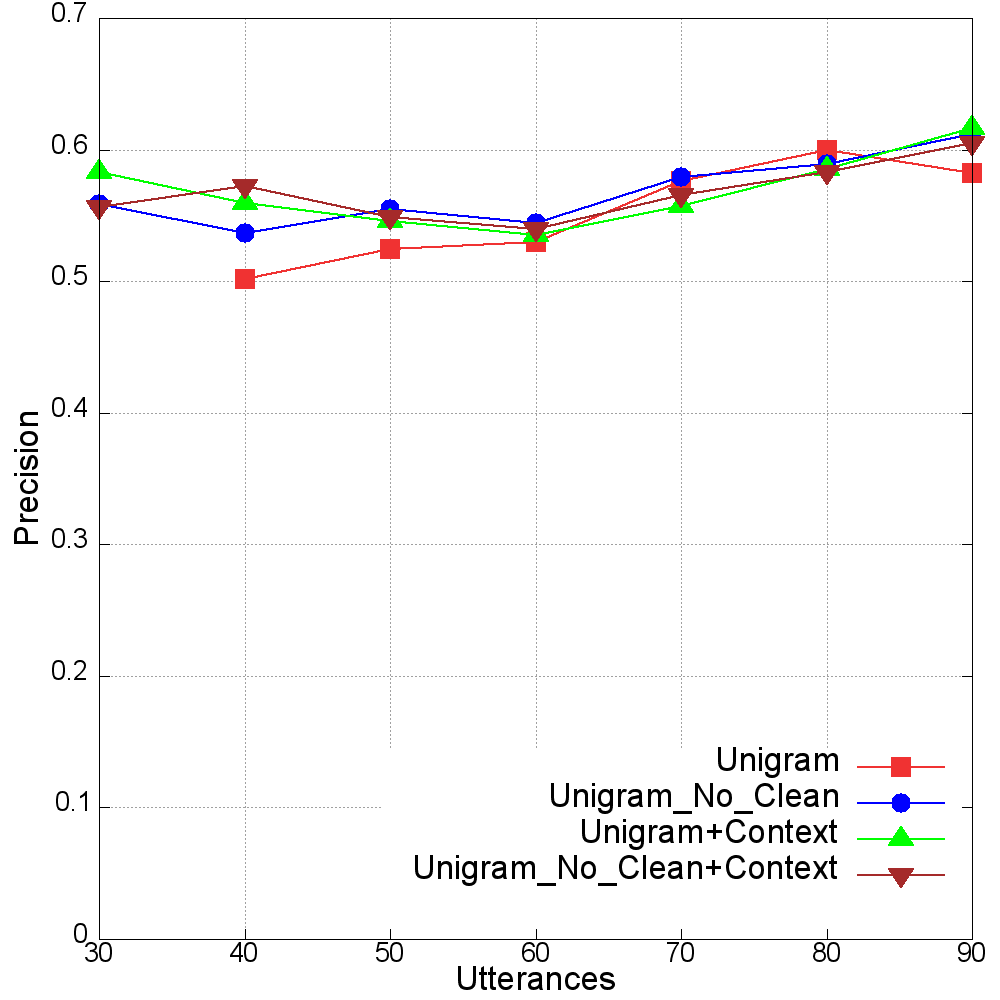 0.7
0.6
0.5
0.4
0.3
0.2
0.1
0
Precision
30 40 50 60 70 80 90
Utterances
Unigram
Unigram_No_Clean
Unigram+Context
Unigram_No_Clean+Context